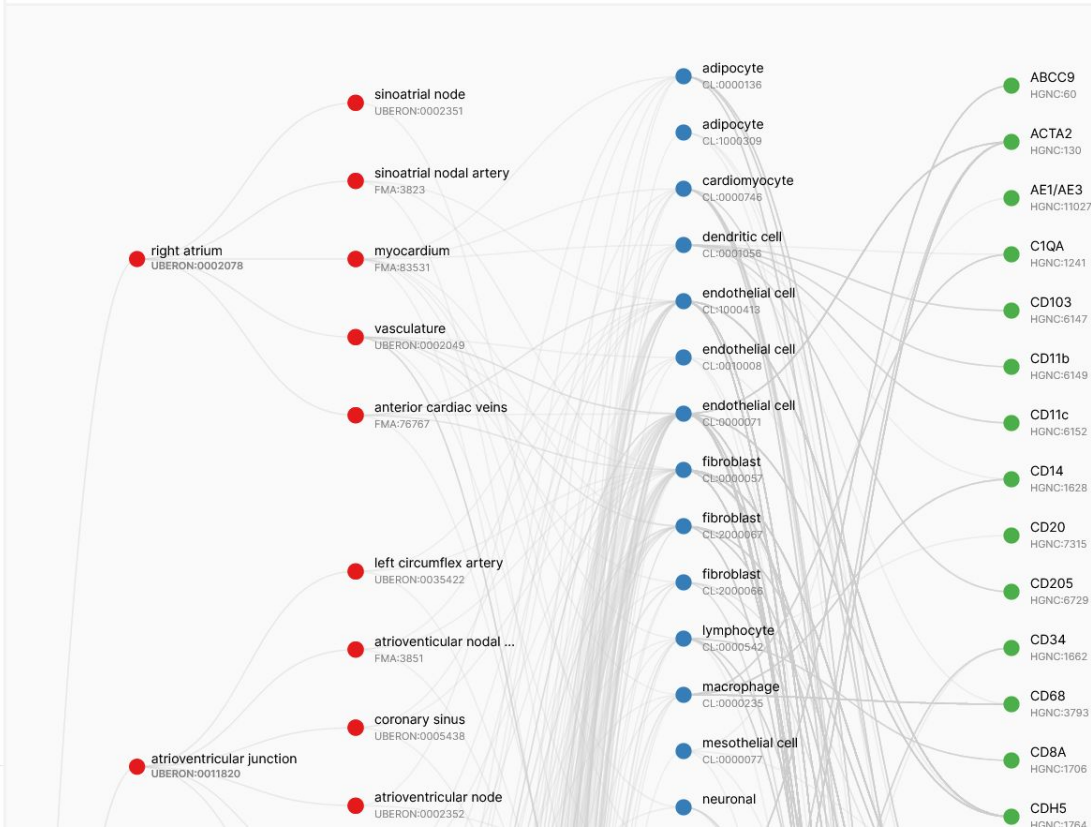 right atrium
UBERON:0002078
atrioventricular junction
UBERON:0011820
sinoatrial node
UBERON:0002351
sinoatrial nodal artery
FMA:3823
myocardium
FMA:83531
vasculature
UBERON:0002049
anterior cardiac veins
FMA:76767
left circumflex artery
UBERON:0035422
atrioventicular nodal ...
FMA:3851
coronary sinus
UBERON:0005438
atrioventricular node
UBERON:0002352
adipocyte
CL:0000136
adipocyte
CL:1000309
cardiomyocyte
CL:0000746
dendritic cell
CL:0001056
endothelial cell
CL:1000413
endothelial cell
CL:0010008
endothelial cell
CL:0000071
fibroblast
CL:0000057
fibroblast
CL:2000067
fibroblast
CL:2000066
lymphocyte
CL:0000542
macrophage
CL:0000235
mesothelial cell
CL:0000077
neuronal
ABCC9
HGNC:60
ACTA2
HGNC:130
AE1/AE3
HGNC:11027
C1QA
HGNC:1241
CD103
HGNC:6147
CD11b
HGNC:6149
CD11c
HGNC:6152
CD14
HGNC:1628
CD20
HGNC:7315
CD205
HGNC:6729
CD34
HGNC:1662
CD68
HGNC:3793
CD8A
HGNC:1706
CDH5
HGNC:1764